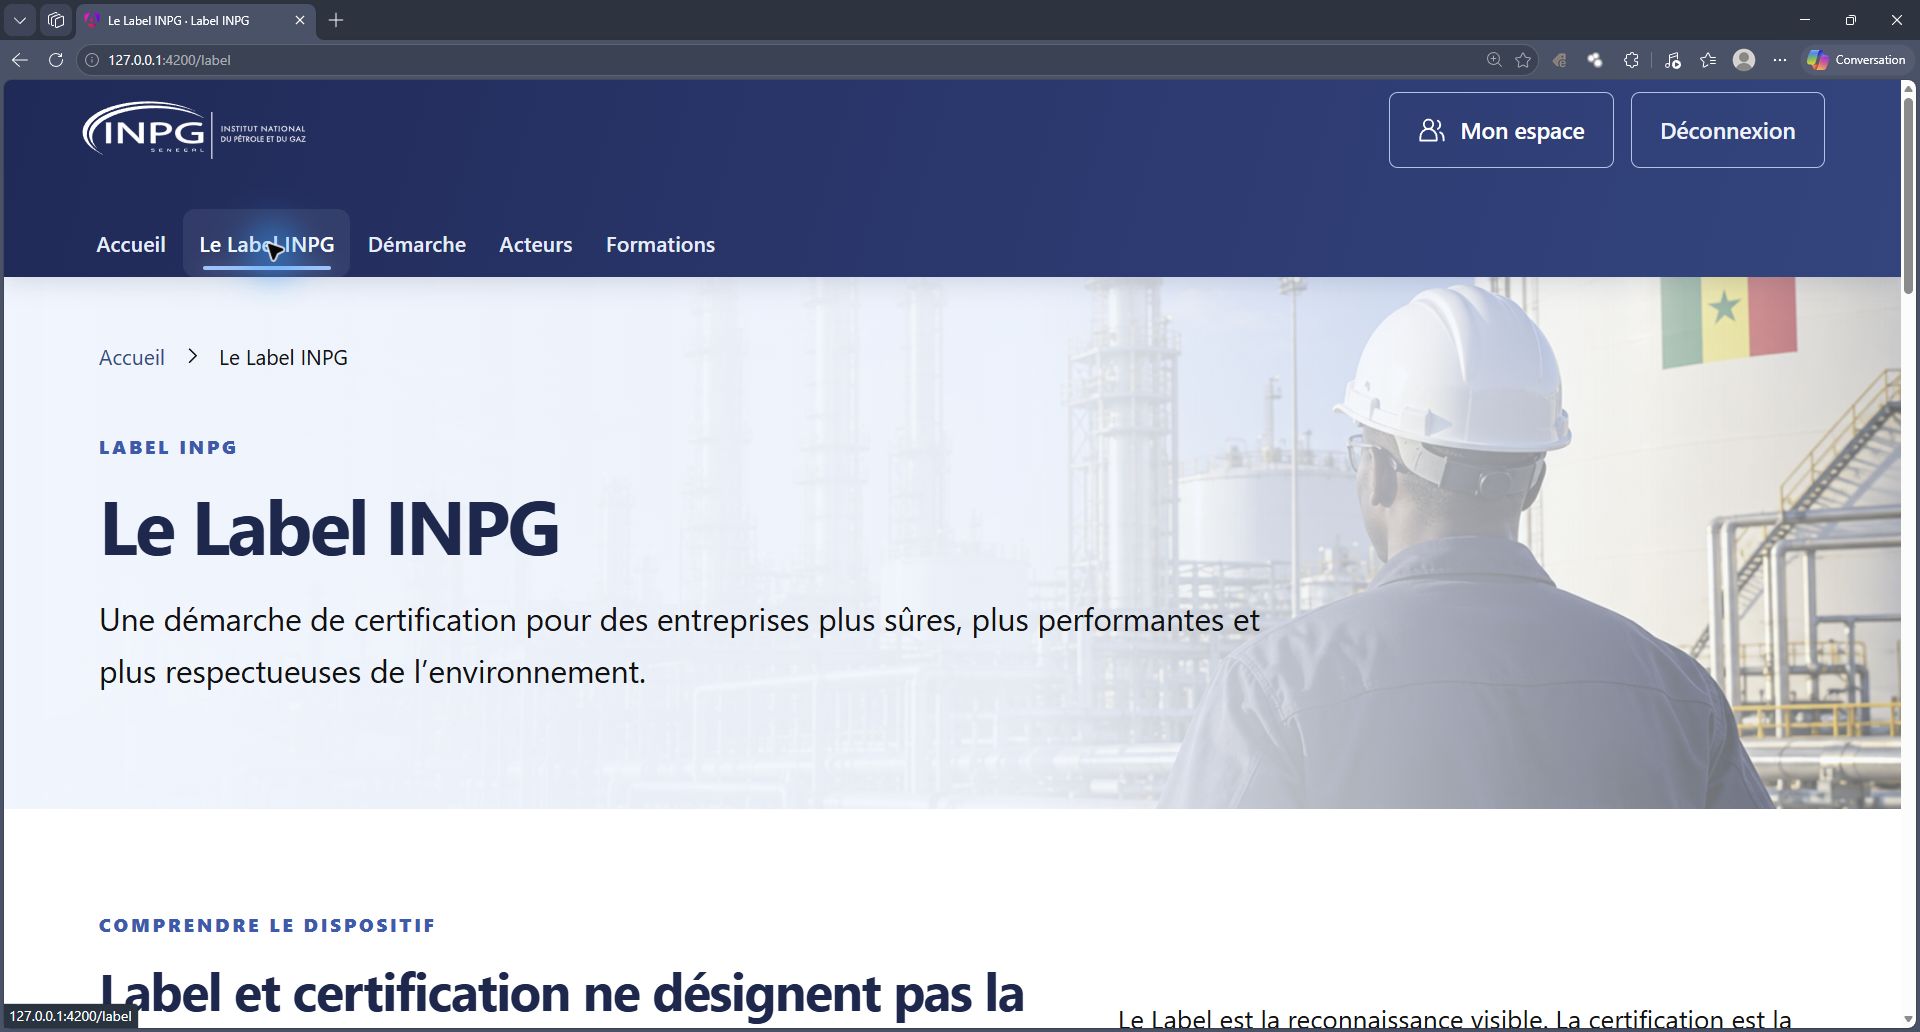 Le Label INPG · Label INPG
127.0.0.1:4200/label
Conversation
INPG
SENEGAL
INSTITUT NATIONAL
DU PÉTROLE ET DU GAZ
Mon espace
Déconnexion
Accueil
Le Label INPG
Démarche
Acteurs
Formations
Accueil > Le Label INPG
LABEL INPG
Le Label INPG
Une démarche de certification pour des entreprises plus sûres, plus performantes et
plus respectueuses de l’environnement.
COMPRENDRE LE DISPOSITIF
Label et certification ne désignent pas la
Le Label est la reconnaissance visible. La certification est la
127.0.0.1:4200/label